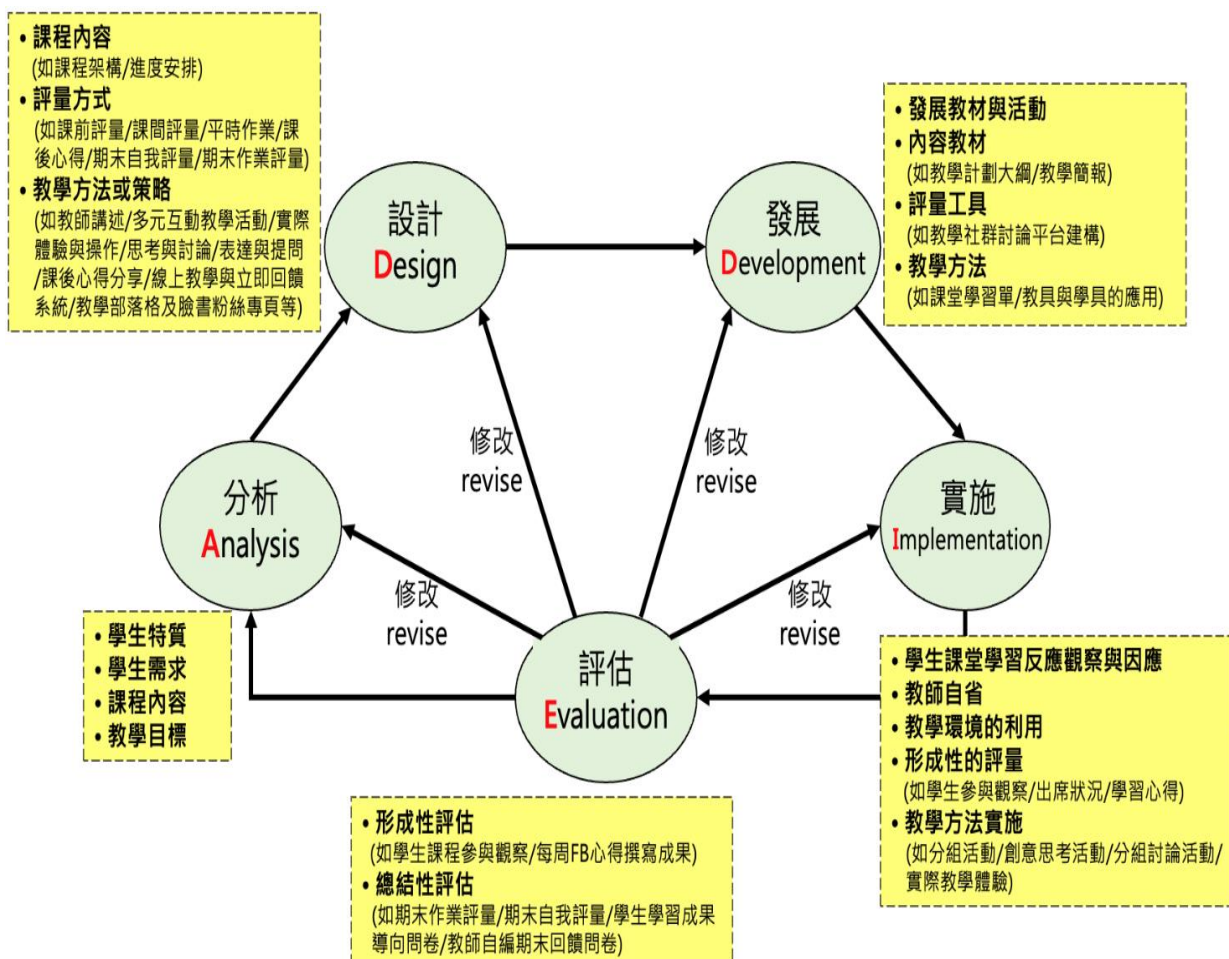 • 課程內容
(如課程架構/進度安排)
• 評量方式
(如課前評量/課間評量/平時作業/課
後心得/期末自我評量/期末作業評量)
• 教學方法或策略
(如教師講述/多元互動教學活動/實際
體驗與操作/思考與討論/表達與提問
/課後心得分享/線上教學與立即回饋
系統/教學部落格及臉書粉絲專頁等)
設計
Design
發展
Development
• 發展教材與活動
• 內容教材
(如教學計劃大綱/教學簡報)
• 評量工具
(如教學社群討論平台建構)
• 教學方法
(如課堂學習單/教具與學具的應用)
分析
Analysis
修改
revise
修改
revise
實施
Implementation
修改
revise
修改
revise
• 學生特質
• 學生需求
• 課程內容
• 教學目標
評估
Evaluation
• 學生課堂學習反應觀察與因應
• 教師自省
• 教學環境的利用
• 形成性的評量
(如學生參與觀察/出席狀況/學習心得)
• 教學方法實施
(如分組活動/創意思考活動/分組討論活動/
實際教學體驗)
• 形成性評估
(如學生課程參與觀察/每周FB心得撰寫成果)
• 總結性評估
(如期末作業評量/期末自我評量/學生學習成果
導向問卷/教師自編期末回饋問卷)